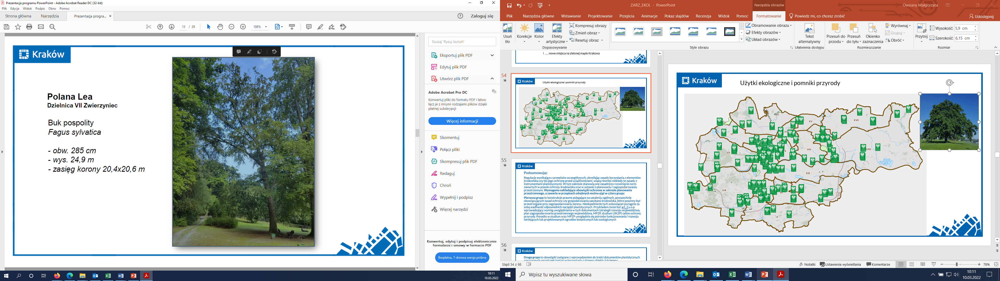 Prezentacja programu PowerPoint - Adobe Acrobat Reader DC (32-bit)
Plik Edycja Widok Podpis Okno Pomoc
Strona główna Narzędzia Prezentacja progra... ×
Zaloguj się
13 / 29
108%
Kraków
Polana Lea
Dzielnica VII Zwierzyniec
Buk pospolity
Fagus sylvatica
- obw. 285 cm
- wys. 24,9 m
- zasięg korony 20,4x20,6 m
Szukaj 'Rysuj kształt'
Eksportuj plik PDF
Edytuj plik PDF
Utwórz plik PDF
Adobe Acrobat Pro DC
Konwertuj pliki do formatu PDF i łatwo
łącz je z innymi rodzajami plików dzięki
płatnej subskrypcji
Więcej informacji
Skomentuj
Połącz pliki
Skompresuj plik PDF
Redaguj
Chroń
Wypełnij i podpisz
Więcej narzędzi
Konwertuj, edytuj i podpisuj elektronicznie
formularze i umowy w formacie PDF
Bezpłatna, 7-dniowa wersja próbna
10:11
10.03.2022
ZARZ_EKOL - PowerPoint
Narzędzia obrazów
Owsiany Małgorzata
Plik Narzędzia główne Wstawianie Projektowanie Przejścia Animacje Pokaz slajdów Recenzja Widok Pomoc Formatowanie Powiedz mi, co chcesz zrobić
Udostępnij
Usuń tło
Korekcje
Kolor
Efekty artystyczne
Kompresuj obrazy
Zmień obraz
Resetuj obraz
Dopasowywanie
Style obrazu
Obramowanie obrazu
Efekty obrazów
Układ obrazów
Tekst alternatywny
Ułatwienia dostępu
Przesuń do przodu
Przesuń do tyłu
Okienko zaznaczenia
Wyrównaj
Grupuj
Obróć
Rozmieszczanie
Przytnij
Wysokość: 5,9 cm
Szerokość: 6,15 cm
Rozmiar
..... nowe miejsca na zielonej mapie Krakowa
54
Kraków
Użytki ekologiczne i pomniki przyrody
55
Kraków
Podsumowując
Regulacje wynikające z przepisów szczegółowych, określając zasady korzystania z elementów
środowiska czy też jego ochronę przed uciążliwościami, wiążą również niekiedy te zasady z
instrumentami planistycznymi. W tym zakresie stanowią one zasadniczo rozwinięcie norm
zawartych w prawie ochrony środowiska oraz w ustawie o planowaniu i zagospodarowaniu
przestrzennym. Wymagania nakładające obowiązki ochronne w zakresie planowania
przestrzennego, a zawarte w przepisach odrębnych można ująć w cztery grupy:
Pierwsza grupa to konstrukcje prawne polegające na ustaleniu ogólnych, powszechnie
obowiązujących zasad ochrony czy gospodarowania zasobami środowiska, które powinny być
przestrzegane przy zagospodarowaniu terenu. Niedopełnienie tych zobowiązań pociągnie za
sobą wadliwość odpowiednich narzędzi planistycznych. Przykładem może być art. 3 u.o.p.
wprowadzający wymóg uwzględniania w tych dokumentach (strategii rozwoju województwa,
plan zagospodarowania przestrzennego województwa, MPZP, studium UiKZP) celów ochrony
przyrody. Ponadto w studium oraz MPZP uwzględnia się potrzeby funkcjonowania i rozwoju
istniejących lub projektowanych ogrodów botanicznych lub zoologicznych
56
Kraków
Druga grupa to obowiązki związane z wprowadzeniem do treści dokumentów planistycznych
Kraków
Użytki ekologiczne i pomniki przyrody
IV
XV
XVII
VI
III
VII
XIV
XVIII
XIII
VIII
X
Slajd 54 z 98
Notatki
Ustawienia wyświetlania
Komentarze
78%
Wpisz tu wyszukiwane słowa
10:11
10.03.2022